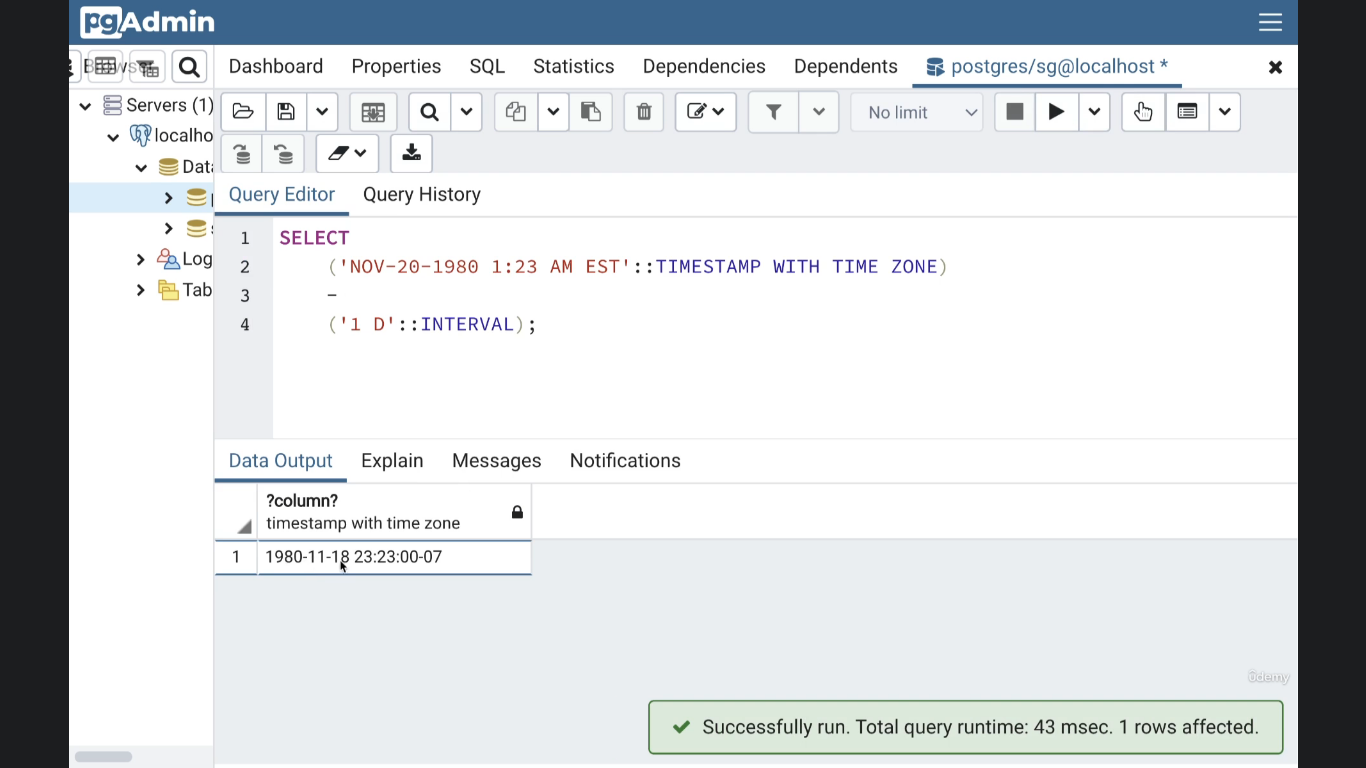 pgAdmin
Dashboard Properties SQL Statistics Dependencies Dependents postgres/sg@localhost *
Servers (1)
localho
Data
Log
Tab
No limit
Query Editor Query History
1 SELECT
2 ('NOV-20-1980 1:23 AM EST'::TIMESTAMP WITH TIME ZONE)
3 -
4 ('1 D'::INTERVAL);
Data Output Explain Messages Notifications
?column?
timestamp with time zone
1 1980-11-18 23:23:00-07
ûdemy
Successfully run. Total query runtime: 43 msec. 1 rows affected.